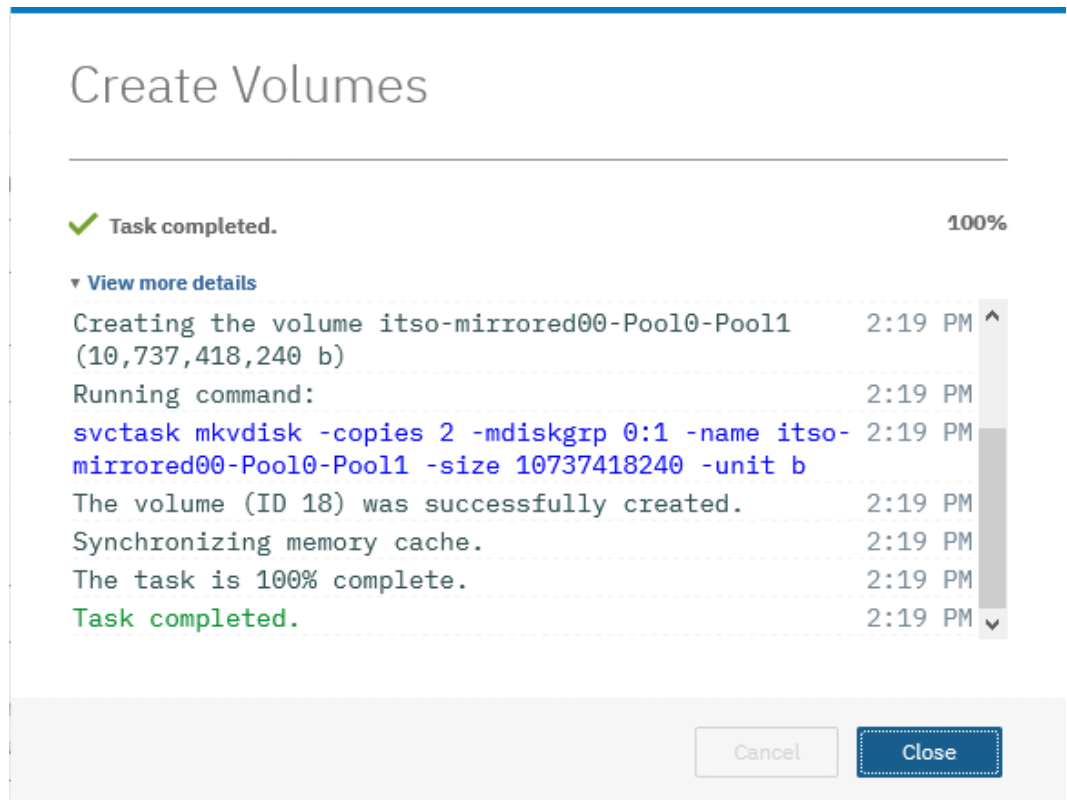 Create Volumes
Task completed. 100%
View more details
Creating the volume itso-mirrored00-Pool0-Pool1 2:19 PM
(10,737,418,240 b)
Running command: 2:19 PM
svctask mkvdisk -copies 2 -mdiskgrp 0:1 -name itso- 2:19 PM
mirrored00-Pool0-Pool1 -size 10737418240 -unit b
The volume (ID 18) was successfully created. 2:19 PM
Synchronizing memory cache. 2:19 PM
The task is 100% complete. 2:19 PM
Task completed. 2:19 PM
Cancel Close